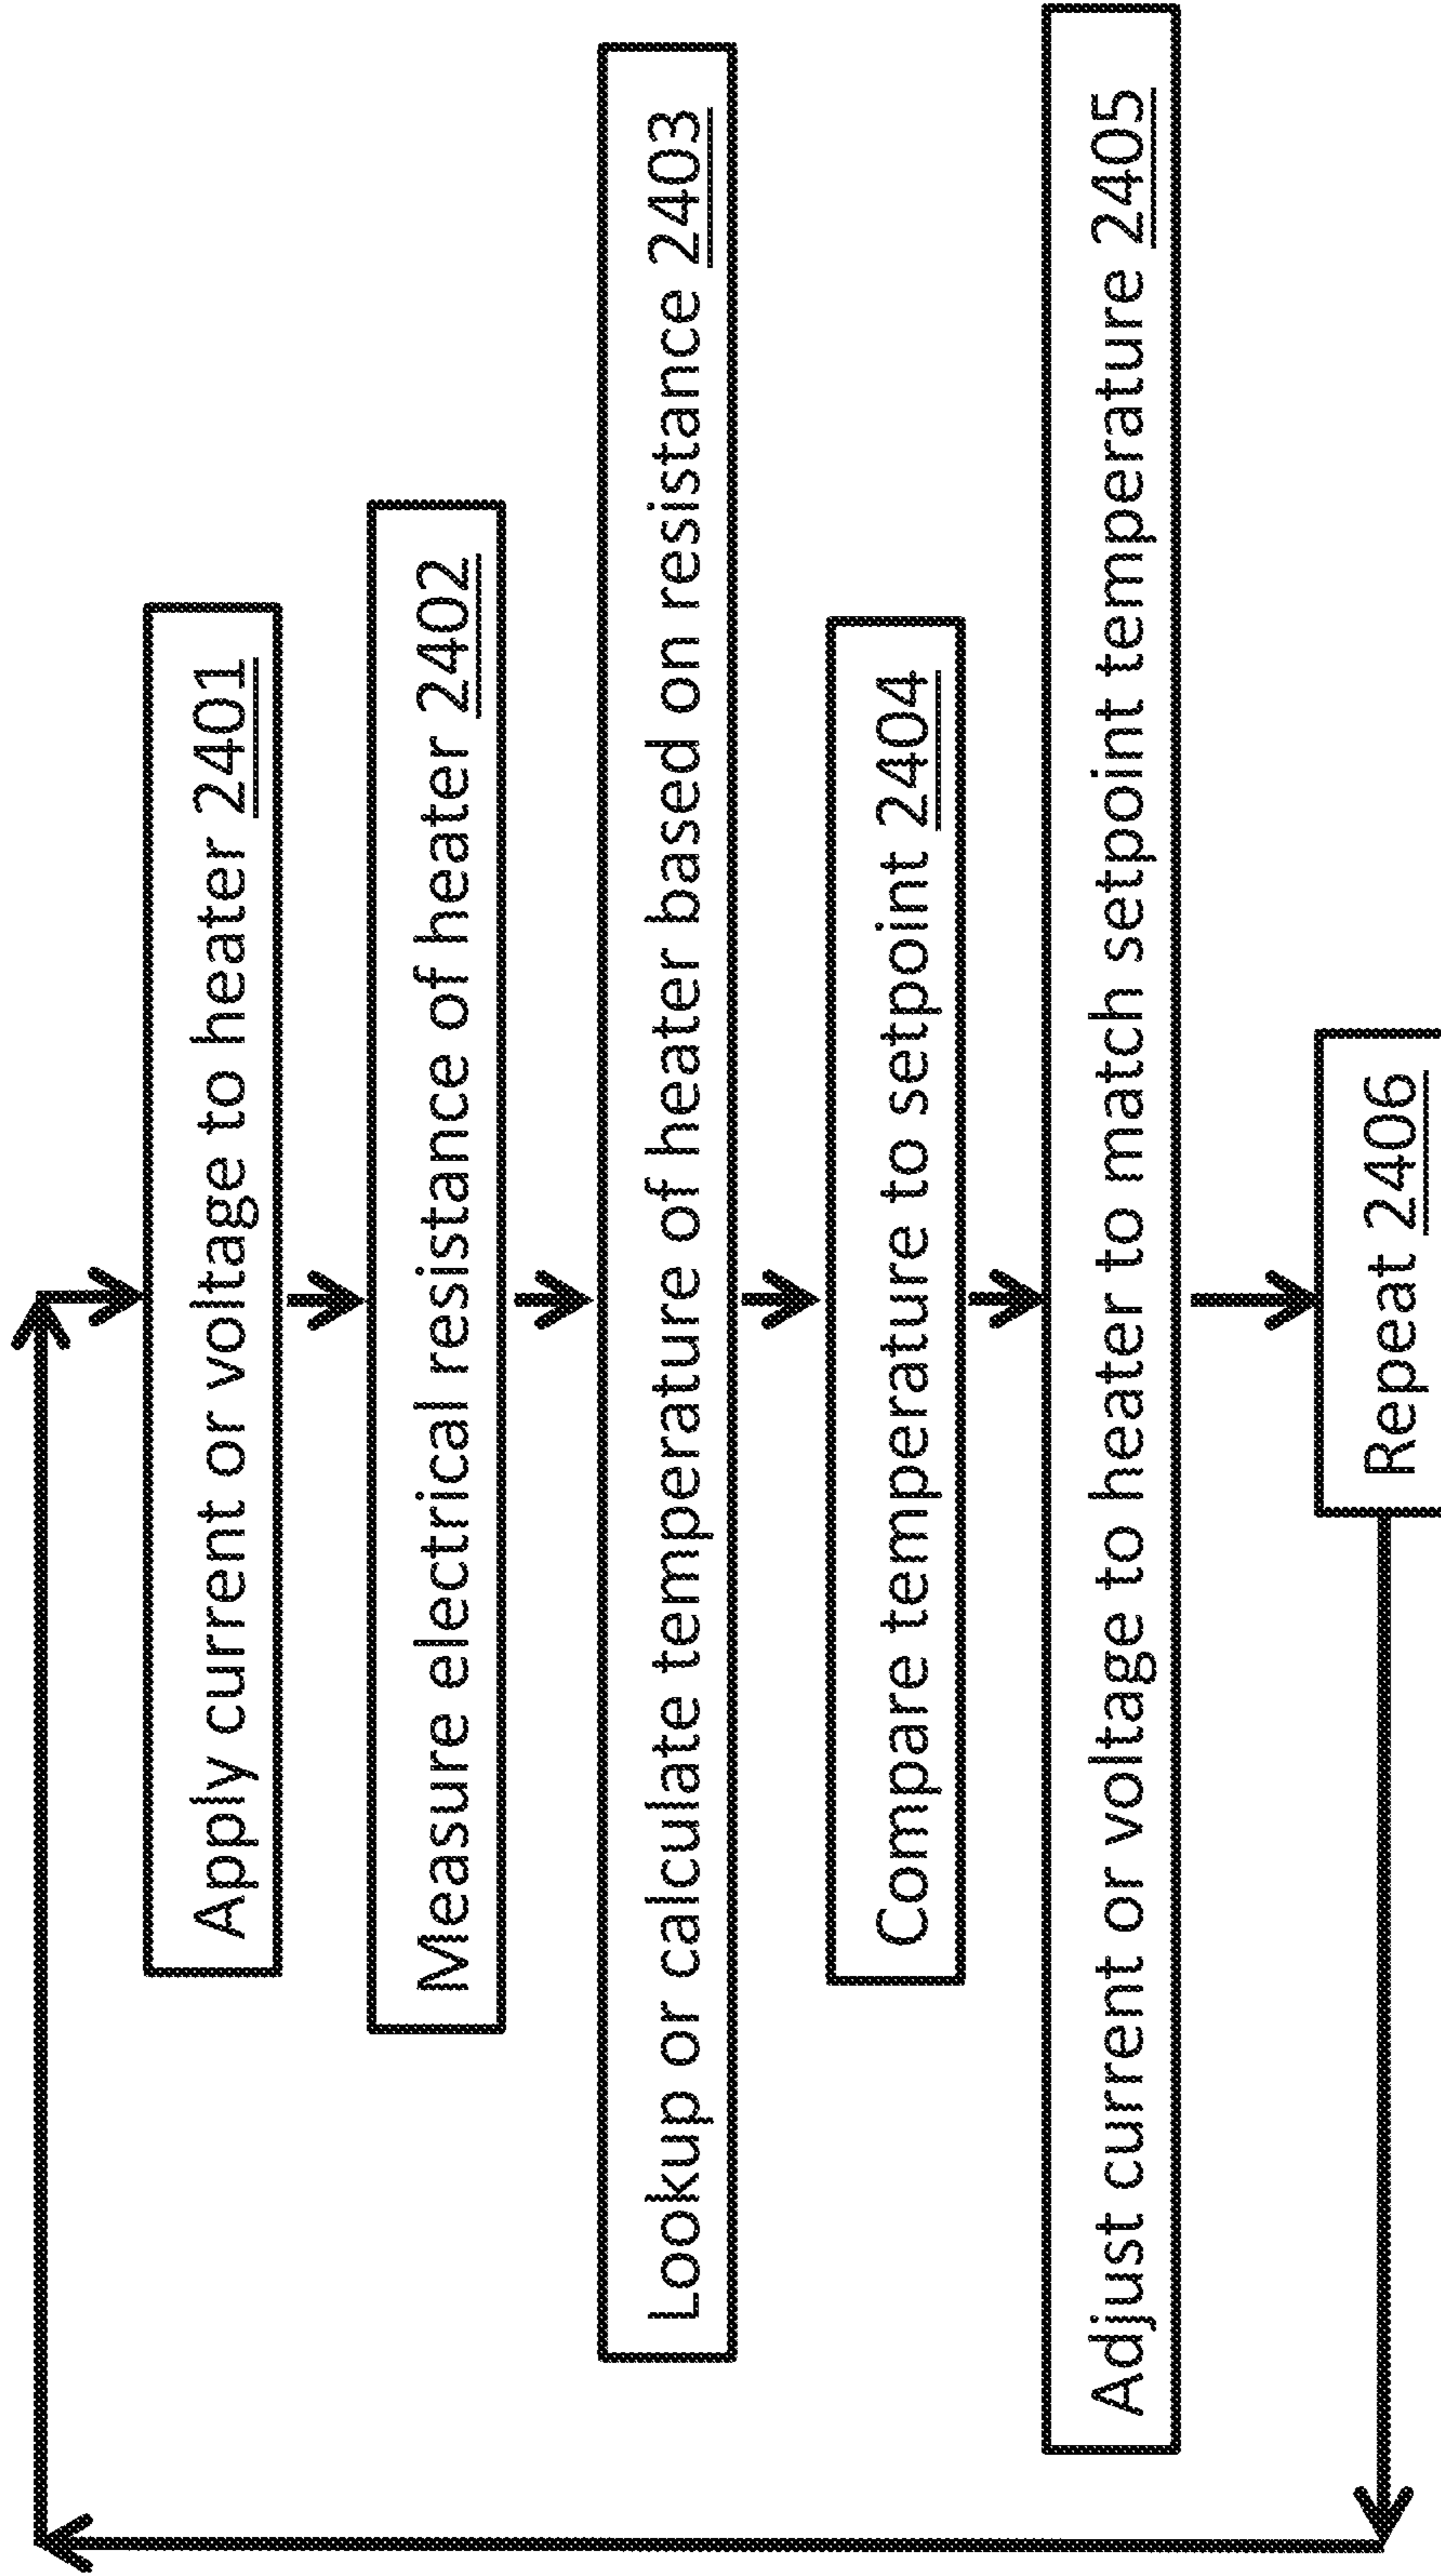 Apply current or voltage to heater 2401
Measure electrical resistance of heater 2402
Lookup or calculate temperature of heater based on resistance 2403
Compare temperature to setpoint 2404
Adjust current or voltage to heater to match setpoint temperature 2405
Repeat 2406